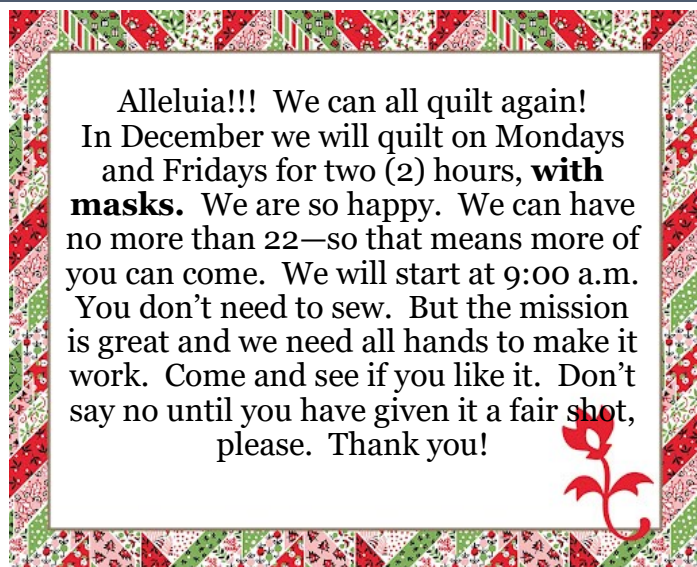 Alleluia!!!  We can all quilt again!
In December we will quilt on Mondays
and Fridays for two (2) hours, with
masks.  We are so happy.  We can have
no more than 22—so that means more of
you can come.  We will start at 9:00 a.m.
You don’t need to sew.  But the mission
is great and we need all hands to make it
work.  Come and see if you like it.  Don’t
say no until you have given it a fair shot,
please.  Thank you!